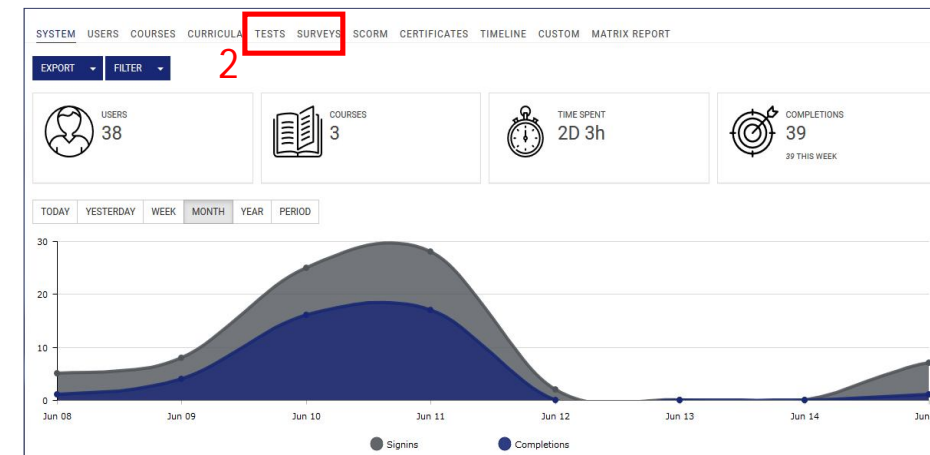 SYSTEM USERS COURSES CURRICULA TESTS SURVEYS SCORM CERTIFICATES TIMELINE CUSTOM MATRIX REPORT
2
EXPORT FILTER
USERS
38
COURSES
3
TIME SPENT
2D 3h
COMPLETIONS
39
39 THIS WEEK
TODAY YESTERDAY WEEK MONTH YEAR PERIOD
30
20
10
0
Jun 08 Jun 09 Jun 10 Jun 11 Jun 12 Jun 13 Jun 14 Jun
Signins Completions